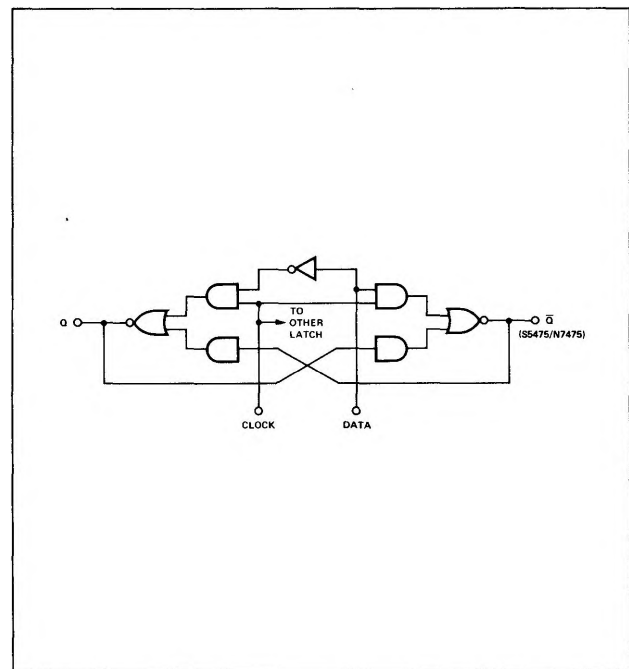 TO
OTHER
LATCH
Q
Q̅
(S5475/N7475)
CLOCK DATA